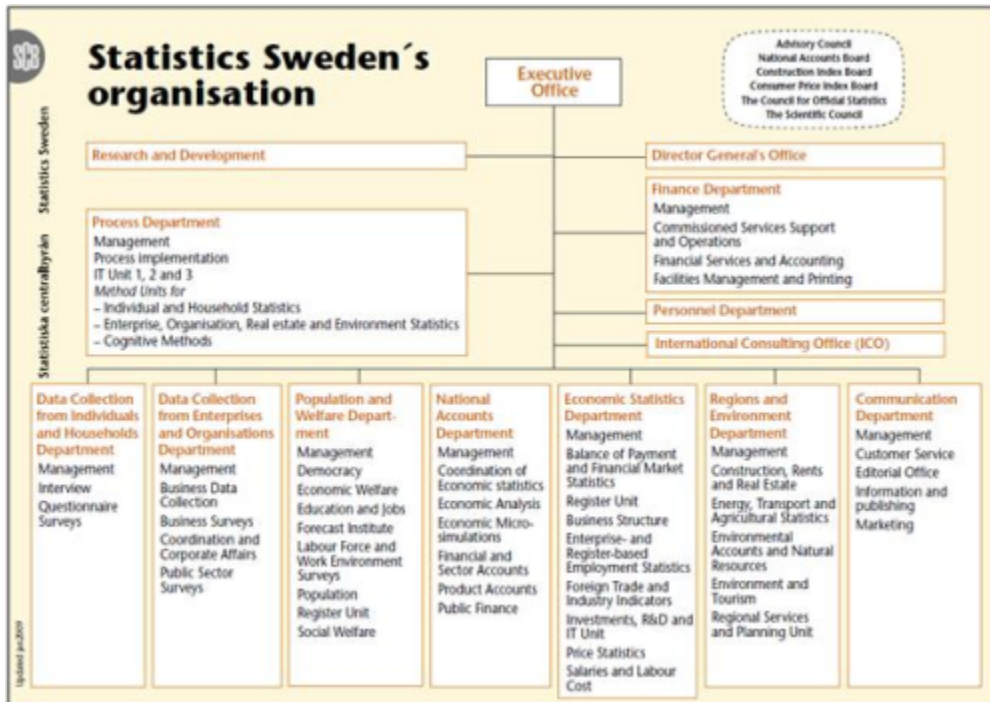 SCB
Statistics Sweden´s
organisation
Executive
Office
Advisory Council
National Accounts Board
Construction Index Board
Consumer Price Index Board
The Council for Official Statistics
The Scientific Council
Statistiska centralbyrån
Statistics Sweden
Research and Development
Director General's Office
Process Department
Management
Process implementation
IT Unit 1, 2 and 3
Method Units for
– Individual and Household Statistics
– Enterprise, Organisation, Real estate and Environment Statistics
– Cognitive Methods
Finance Department
Management
Commissioned Services Support
and Operations
Financial Services and Accounting
Facilities Management and Printing
Personnel Department
International Consulting Office (ICO)
Data Collection
from Individuals
and Households
Department
Management
Interview
Questionnaire
Surveys
Data Collection
from Enterprises
and Organisations
Department
Management
Business Data
Collection
Business Surveys
Coordination and
Corporate Affairs
Public Sector
Surveys
Population and
Welfare Depart-
ment
Management
Democracy
Economic Welfare
Education and Jobs
Forecast Institute
Labour Force and
Work Environment
Surveys
Population
Register Unit
Social Welfare
National
Accounts
Department
Management
Coordination of
Economic statistics
Economic Analysis
Economic Micro-
simulations
Financial and
Sector Accounts
Product Accounts
Public Finance
Economic Statistics
Department
Management
Balance of Payment
and Financial Market
Statistics
Register Unit
Business Structure
Enterprise- and
Register-based
Employment Statistics
Foreign Trade and
Industry Indicators
Investments, R&D and
IT Unit
Price Statistics
Salaries and Labour
Cost
Regions and
Environment
Department
Management
Construction, Rents
and Real Estate
Energy, Transport and
Agricultural Statistics
Environmental
Accounts and Natural
Resources
Environment and
Tourism
Regional Services
and Planning Unit
Communication
Department
Management
Customer Service
Editorial Office
Information and
publishing
Marketing
Updated jan 2009